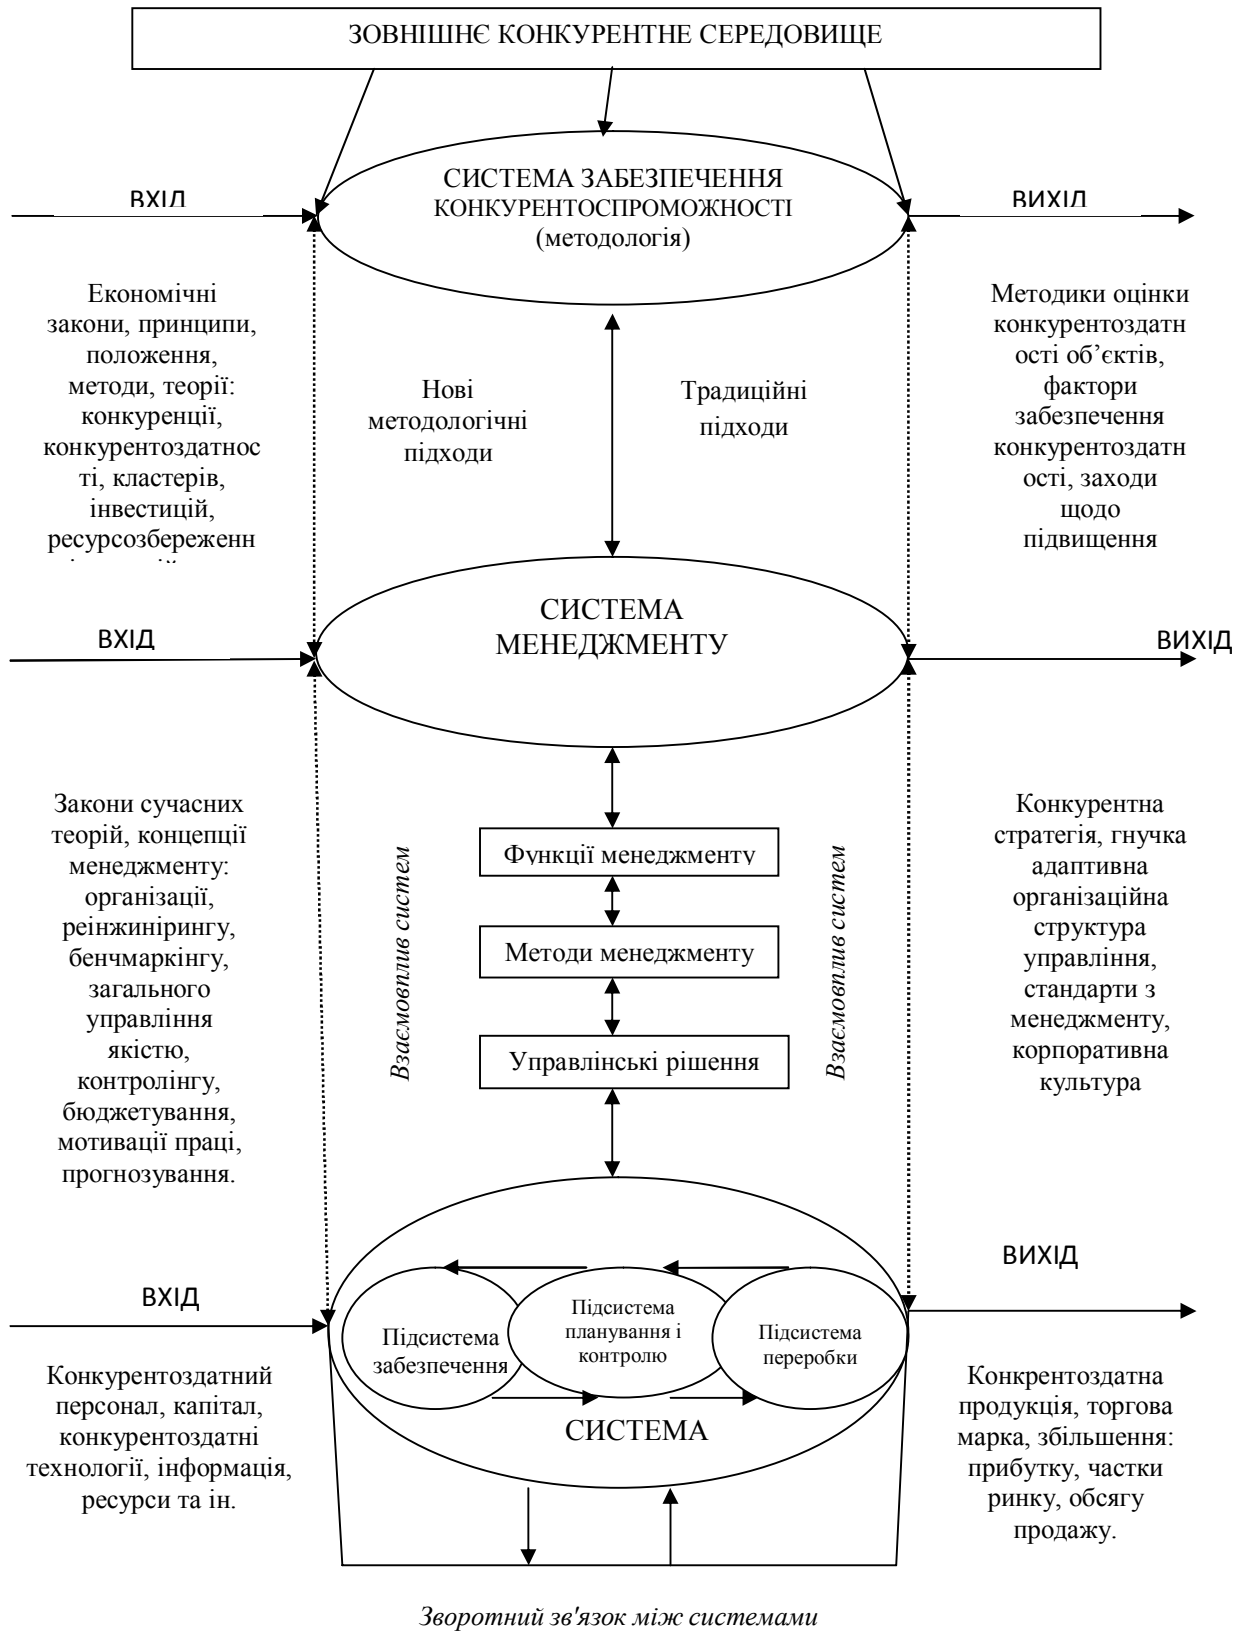 ЗОВНІШНЄ КОНКУРЕНТНЕ СЕРЕДОВИЩЕ
СИСТЕМА ЗАБЕЗПЕЧЕННЯ
КОНКУРЕНТОСПРОМОЖНОСТІ
(методологія)
ВХІД
ВИХІД
Економічні
закони, принципи,
положення,
методи, теорії:
конкуренції,
конкурентоздатнос
ті, кластерів,
інвестицій,
ресурсозбереженн
Нові
методологічні
підходи
Традиційні
підходи
Методики оцінки
конкурентоздатн
ості об’єктів,
фактори
забезпечення
конкурентоздатн
ості, заходи
щодо
підвищення
ВХІД
СИСТЕМА
МЕНЕДЖМЕНТУ
ВИХІД
Закони сучасних
теорій, концепції
менеджменту:
організації,
реінжинірингу,
бенчмаркінгу,
загального
управління
якістю,
контролінгу,
бюджетування,
мотивації праці,
прогнозування.
Взаємовплив систем
Функції менеджменту
Методи менеджменту
Управлінські рішення
Взаємовплив систем
Конкурентна
стратегія, гнучка
адаптивна
організаційна
структура
управління,
стандарти з
менеджменту,
корпоративна
культура
ВХІД
ВИХІД
Підсистема
забезпечення
Підсистема
планування і
контролю
Підсистема
переробки
СИСТЕМА
Конкурентоздатний
персонал, капітал,
конкурентоздатні
технології, інформація,
ресурси та ін.
Конкрентоздатна
продукція, торгова
марка, збільшення:
прибутку, частки
ринку, обсягу
продажу.
Зворотний зв'язок між системами